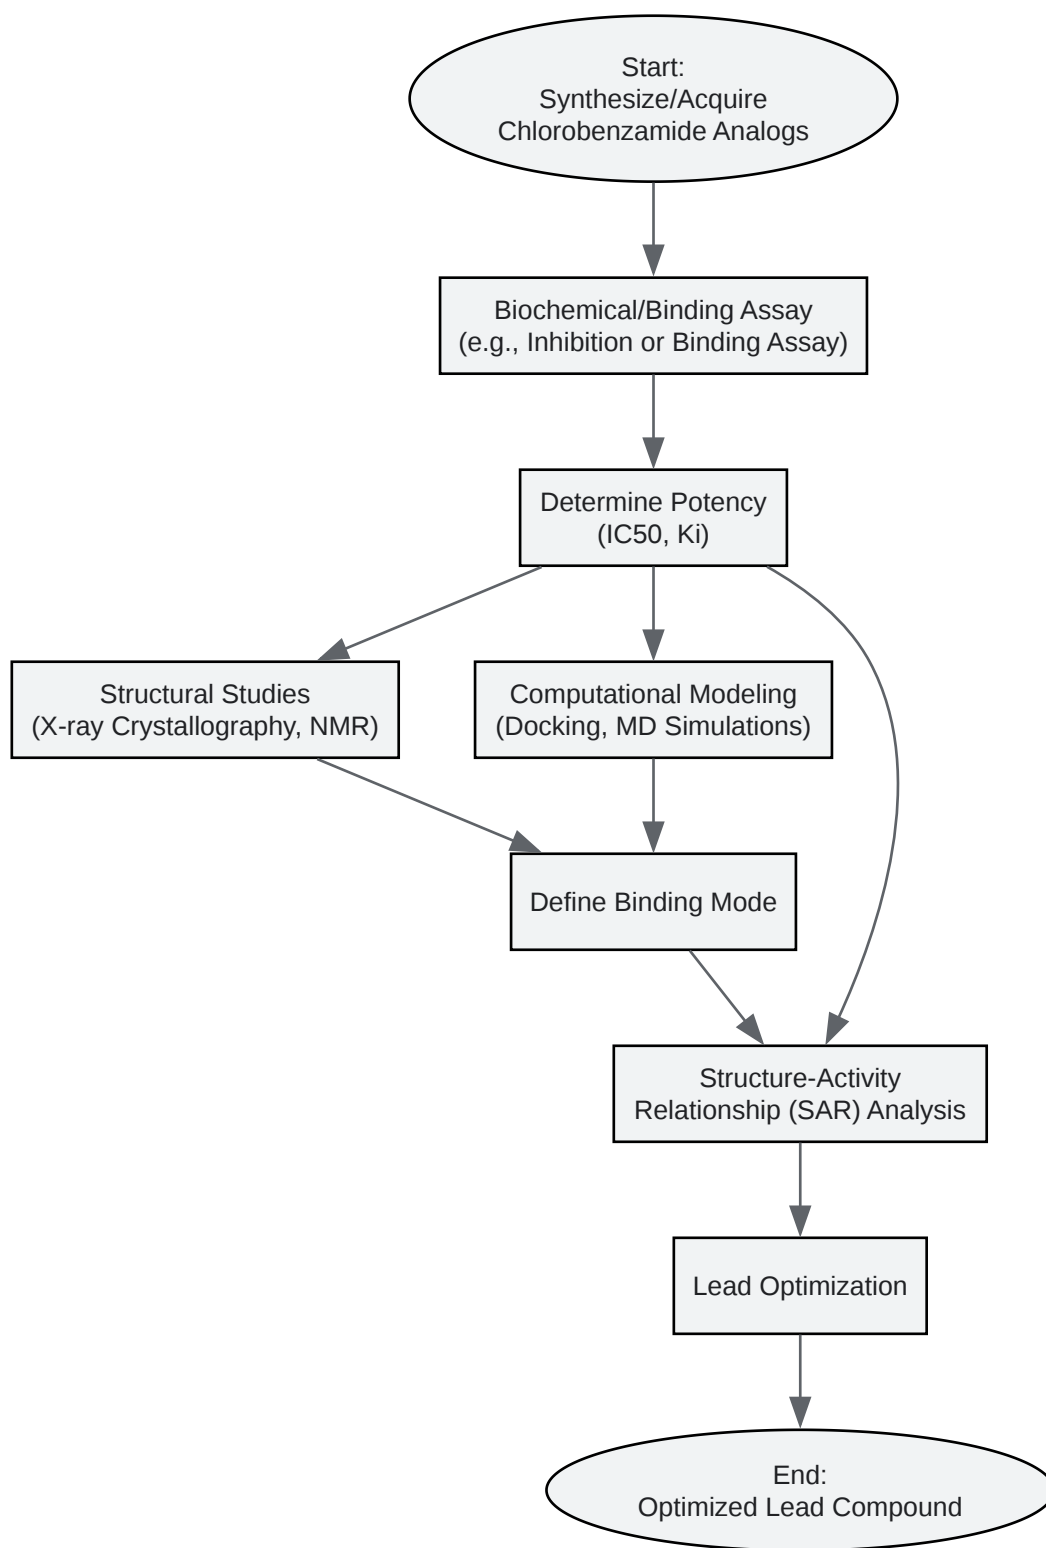 Start:
Synthesize/Acquire
Chlorobenzamide Analogs
Biochemical/Binding Assay
(e.g., Inhibition or Binding Assay)
Determine Potency
(IC50, Ki)
Structural Studies
(X-ray Crystallography, NMR)
Computational Modeling
(Docking, MD Simulations)
Define Binding Mode
Structure-Activity
Relationship (SAR) Analysis
Lead Optimization
End:
Optimized Lead Compound